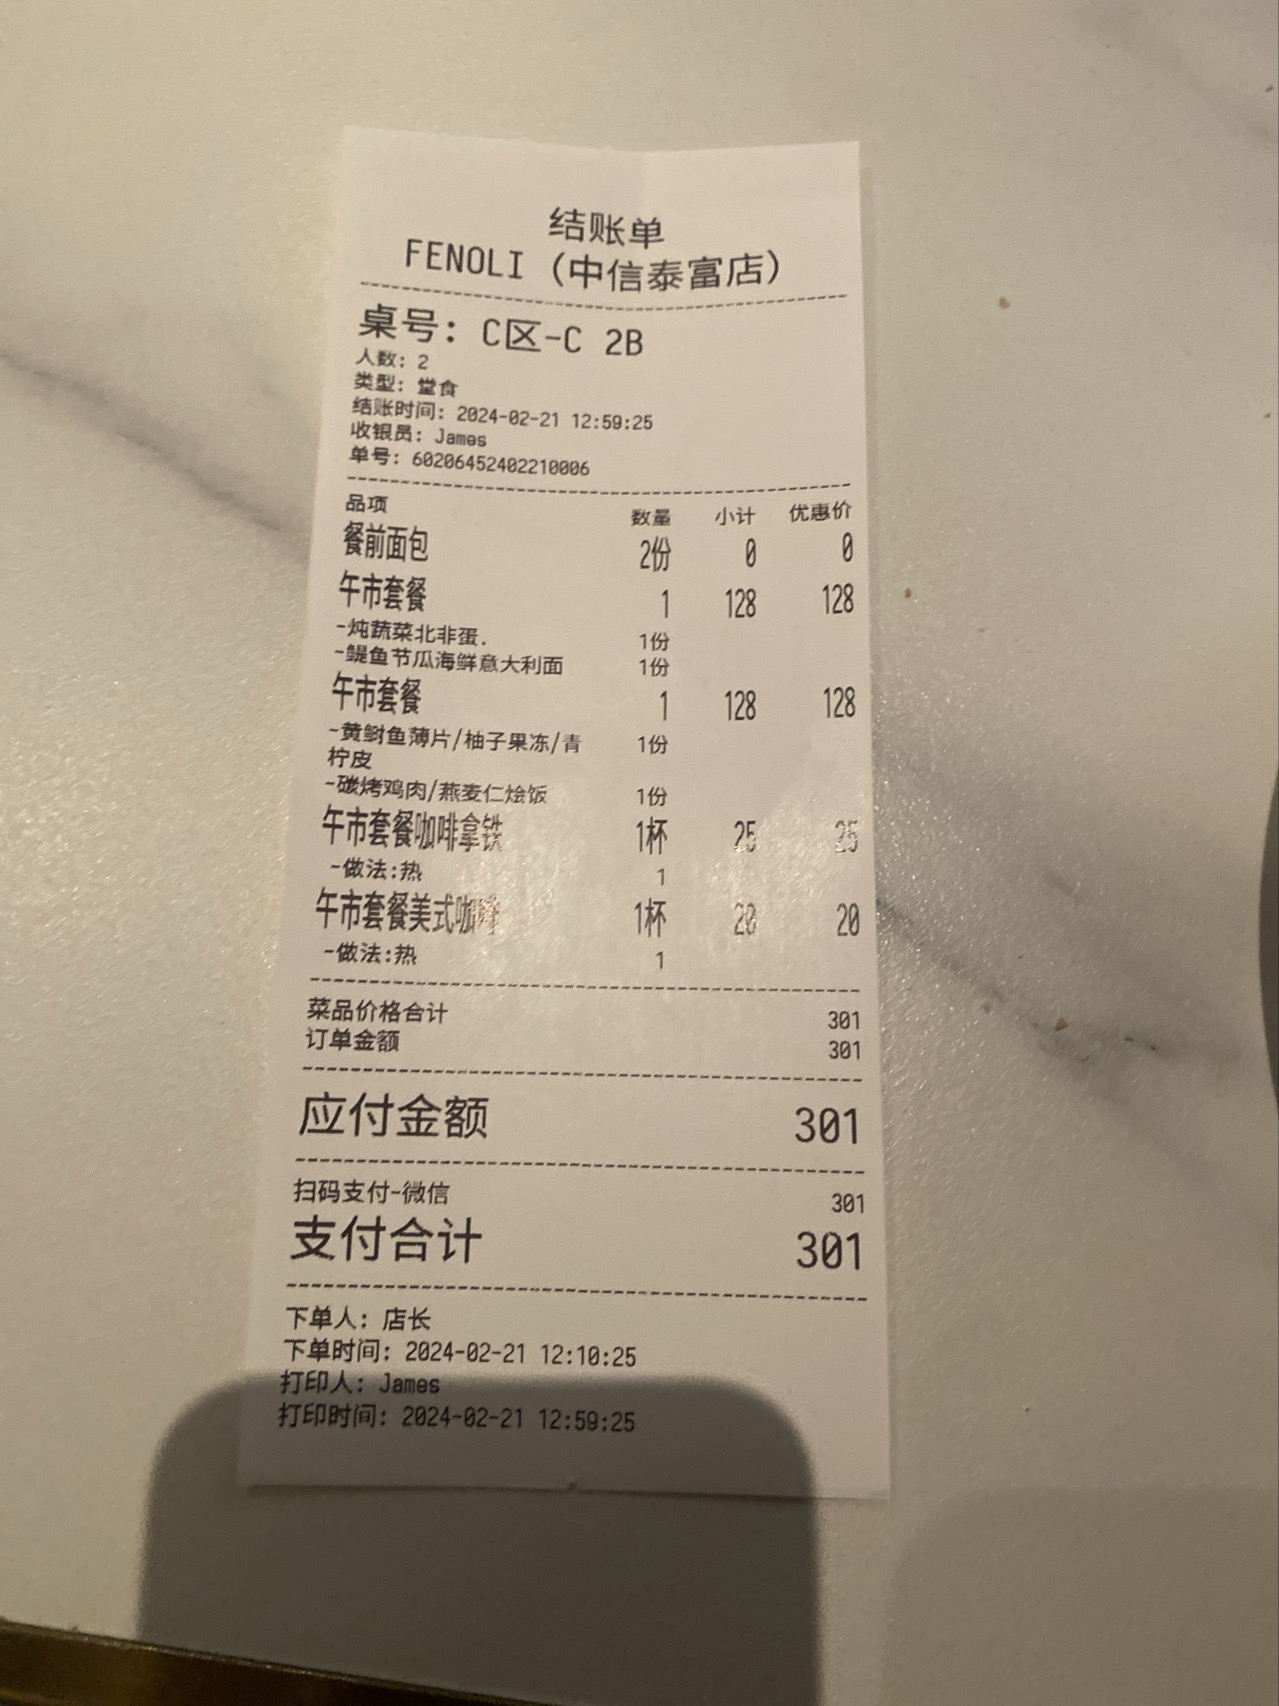 结账单
FENOLI (中信泰富店)
桌号: C区-C 2B
人数: 2
类型: 堂食
结账时间: 2024-02-21 12:59:25
收银员: James
单号: 602064524022210006
品项 数量 小计 优惠价
餐前面包 2份 0 0
午市套餐 1 128 128
-炖蔬菜北非蛋. 1份
-鳀鱼节瓜海鲜意大利面 1份
午市套餐 1 128 128
-黄鲥鱼薄片/柚子果冻/青 1份
柠皮
-碳烤鸡肉/燕麦仁烩饭 1份
午市套餐咖啡拿铁 1杯 25 25
-做法:热 1
午市套餐美式咖啡 1杯 20 20
-做法:热 1
菜品价格合计 301
订单金额 301
应付金额 301
扫码支付-微信 301
支付合计 301
下单人: 店长
下单时间: 2024-02-21 12:10:25
打印人: James
打印时间: 2024-02-21 12:59:25